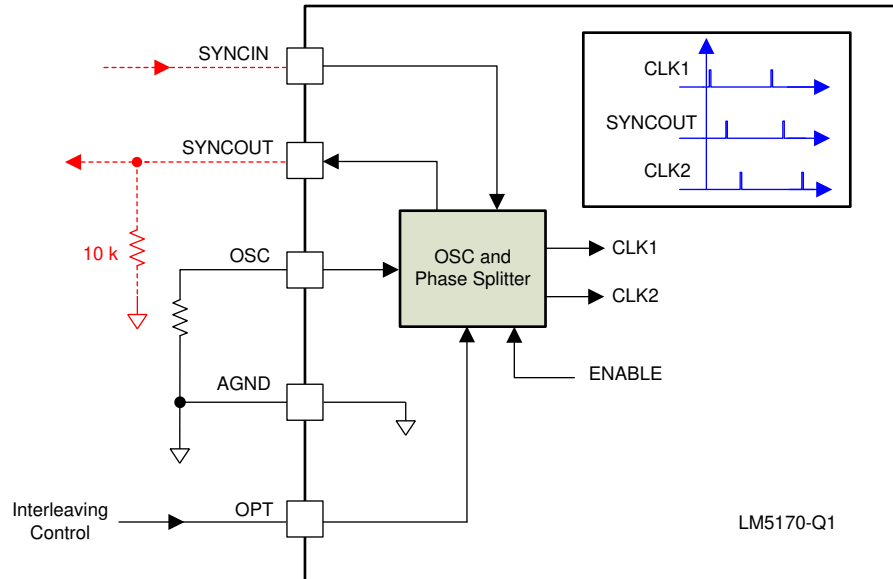 SYNCIN
CLK1
SYNCOUT
CLK2
SYNCOUT
10 k
OSC
OSC and
Phase Splitter
CLK1
CLK2
AGND
ENABLE
Interleaving
Control
OPT
LM5170-Q1